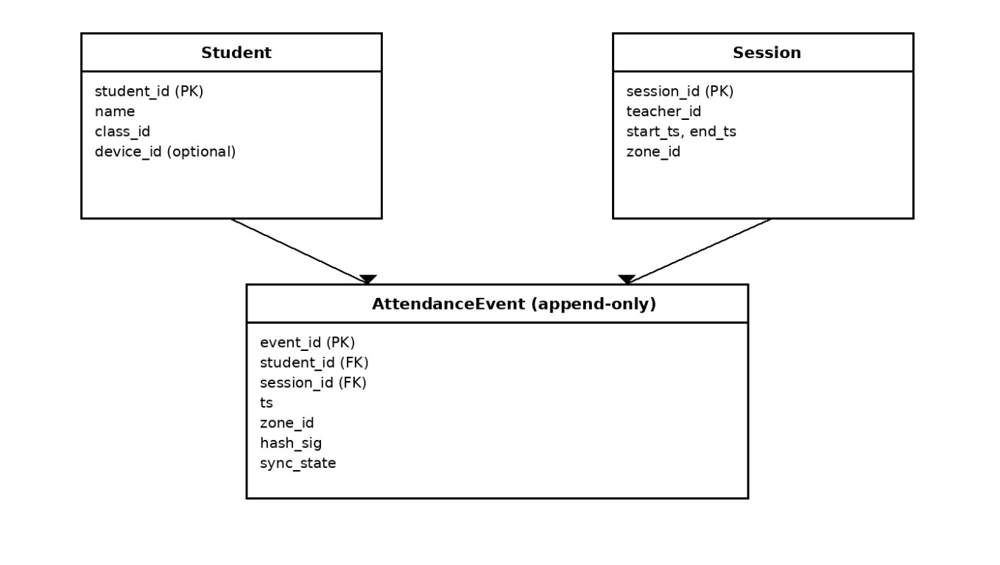 Student
student_id (PK)
name
class_id
device_id (optional)
Session
session_id (PK)
teacher_id
start_ts, end_ts
zone_id
AttendanceEvent (append-only)
event_id (PK)
student_id (FK)
session_id (FK)
ts
zone_id
hash_sig
sync_state